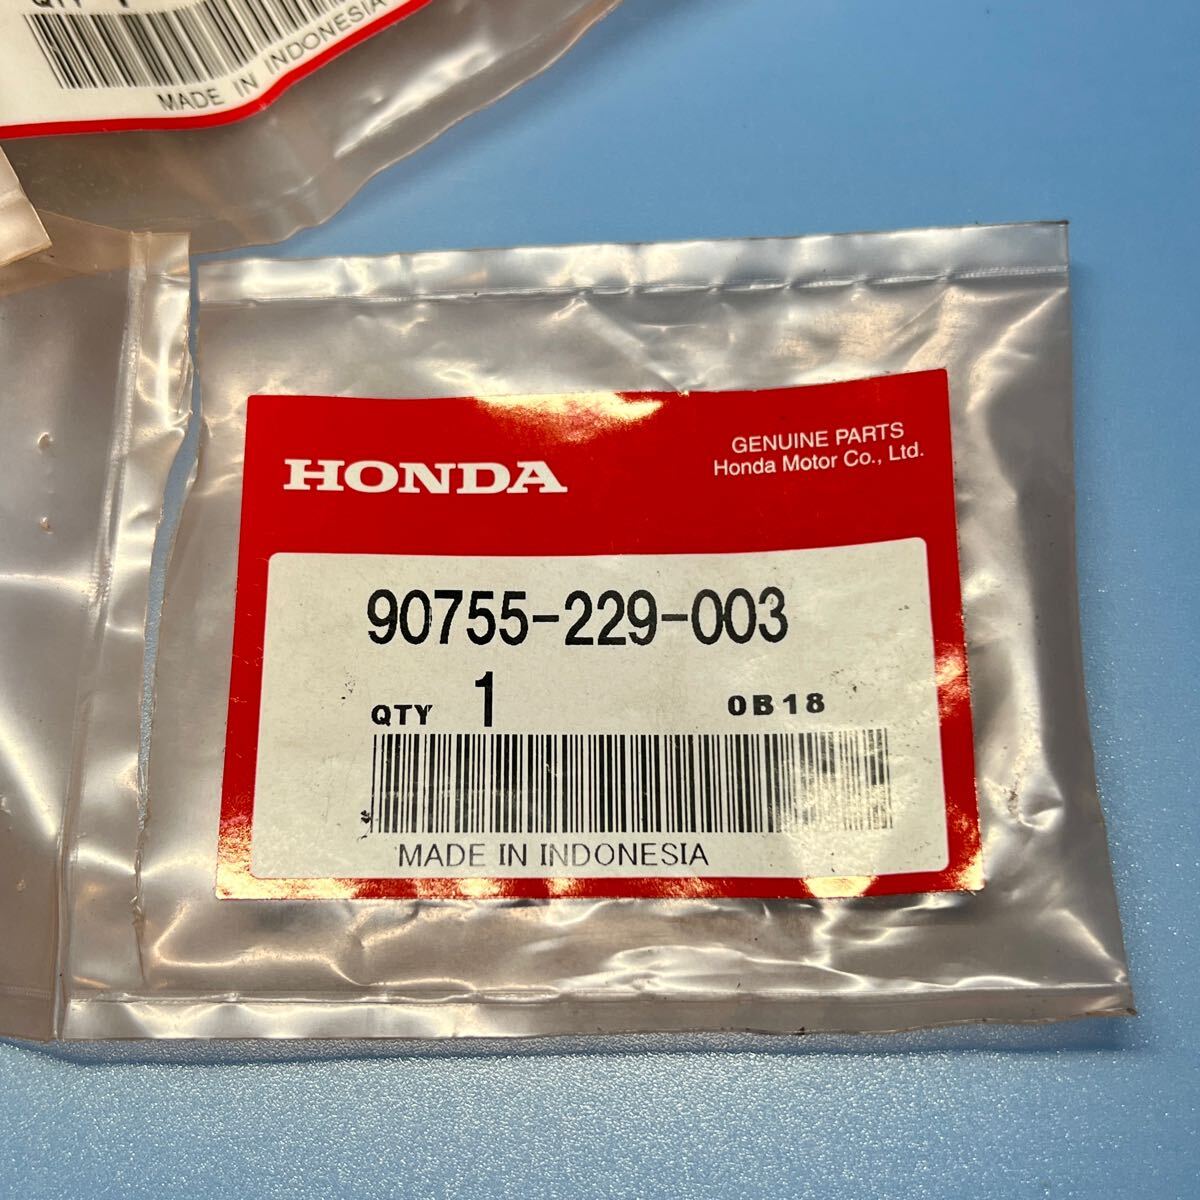 QTY
MADE IN INDONESIA
HONDA
GENUINE PARTS
Honda Motor Co., Ltd.
90755-229-003
QTY 1 0B18
MADE IN INDONESIA